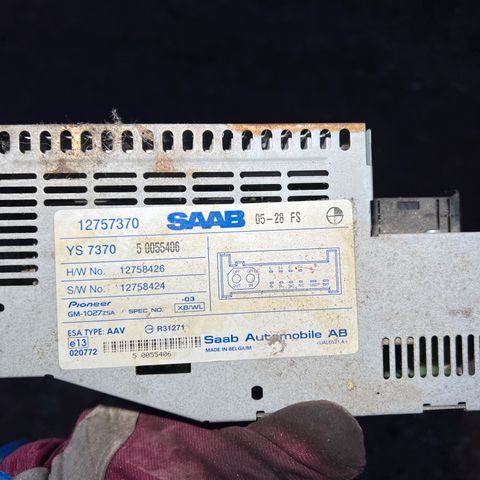 12757370 SAAB 05-28 FS
YS 7370 5 0055406
H/W No. 12758426
S/W No. 12758424
Pioneer -03
GM-1027ZSA / SPEC NO. XB/WL
ESA TYPE: AAV R31271
e13
020772
5 0055406
Saab Automobile AB
MADE IN BELGIUM